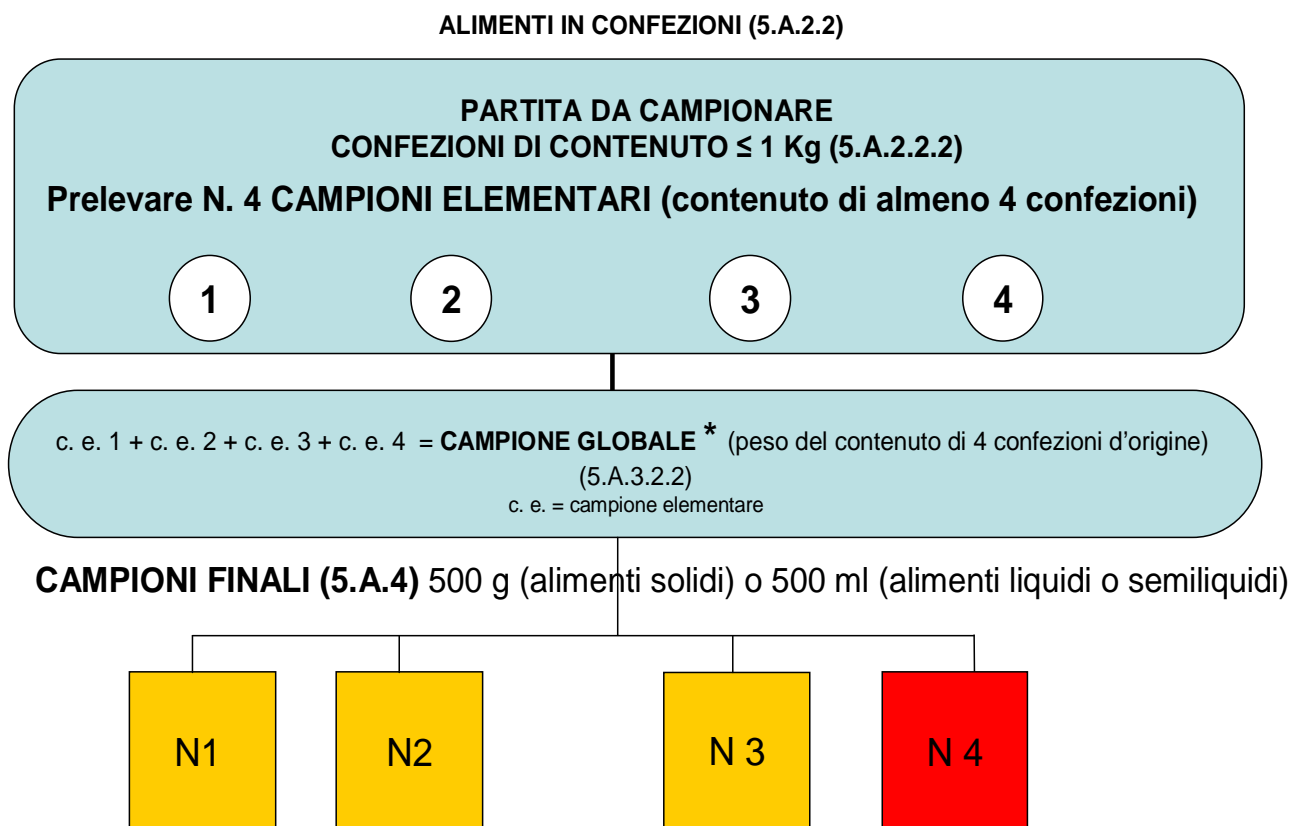 ALIMENTI IN CONFEZIONI (5.A.2.2)
PARTITA DA CAMPIONARE
CONFEZIONI DI CONTENUTO ≤ 1 Kg (5.A.2.2.2)
Prelevare N. 4 CAMPIONI ELEMENTARI (contenuto di almeno 4 confezioni)
1 2 3 4
c. e. 1 + c. e. 2 + c. e. 3 + c. e. 4 = CAMPIONE GLOBALE * (peso del contenuto di 4 confezioni d'origine)
(5.A.3.2.2)
c. e. = campione elementare
CAMPIONI FINALI (5.A.4) 500 g (alimenti solidi) o 500 ml (alimenti liquidi o semiliquidi)
N1 N2 N 3 N 4